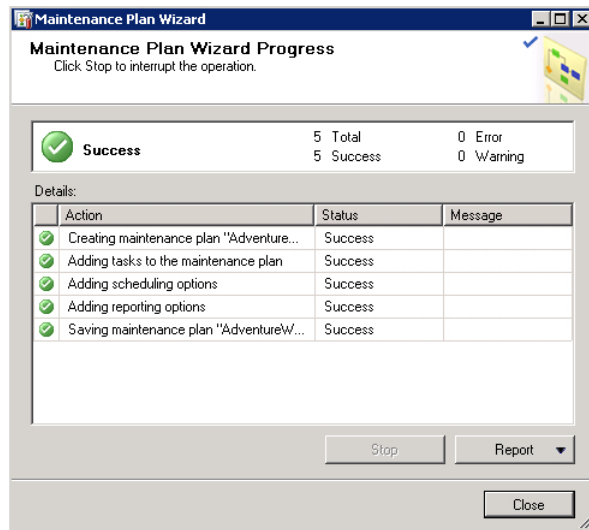 Maintenance Plan Wizard
Maintenance Plan Wizard Progress
Click Stop to interrupt the operation.
Success
5 Total
0 Error
5 Success
0 Warning
Details:
Action Status Message
Creating maintenance plan "Adventure... Success
Adding tasks to the maintenance plan Success
Adding scheduling options Success
Adding reporting options Success
Saving maintenance plan "AdventureW... Success
Stop Report
Close